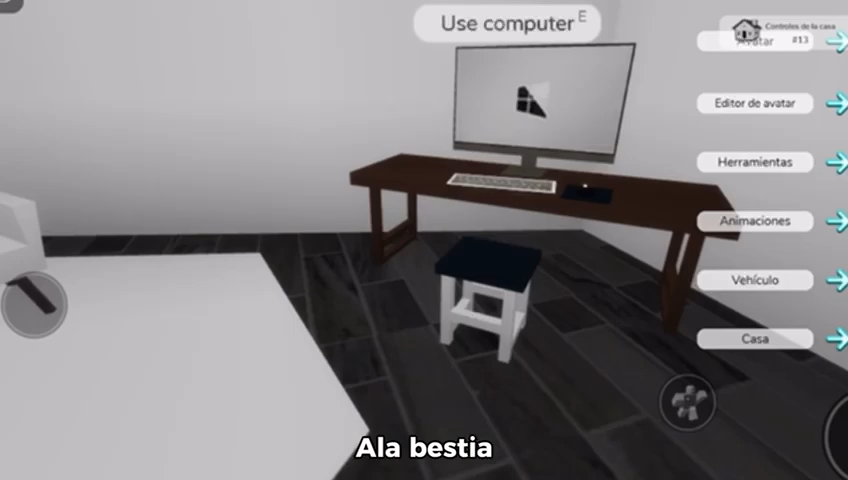 Use computer E
Controles de la casa
Avatar #13
Editor de avatar
Herramientas
Animaciones
Vehículo
Casa
Ala bestia